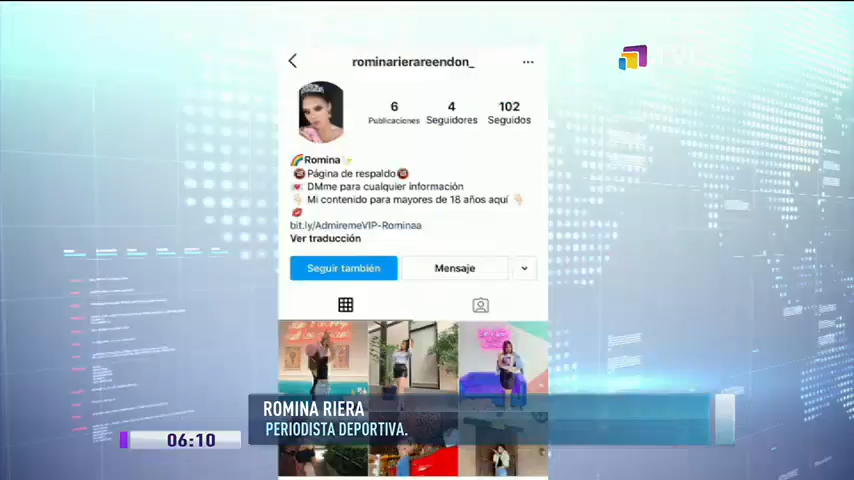 rominarierareendon_
TVL
6
4
102
Publicaciones
Seguidores
Seguidos
Romina
Página de respaldo
DMme para cualquier información
Mi contenido para mayores de 18 años aquí
bit.ly/AdmiremeVIP-Rominaa
Ver traducción
Seguir también
Mensaje
ROMINA RIERA
PERIODISTA DEPORTIVA.
06:10